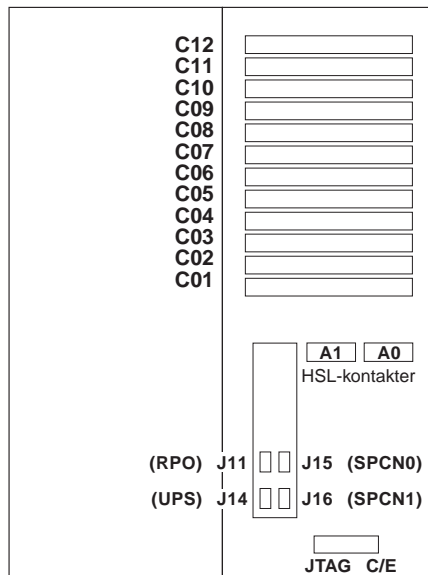 C12
C11
C10
C09
C08
C07
C06
C05
C04
C03
C02
C01
A1 A0
HSL-kontakter
(RPO) J11 J15 (SPCN0)
(UPS) J14 J16 (SPCN1)
JTAG C/E